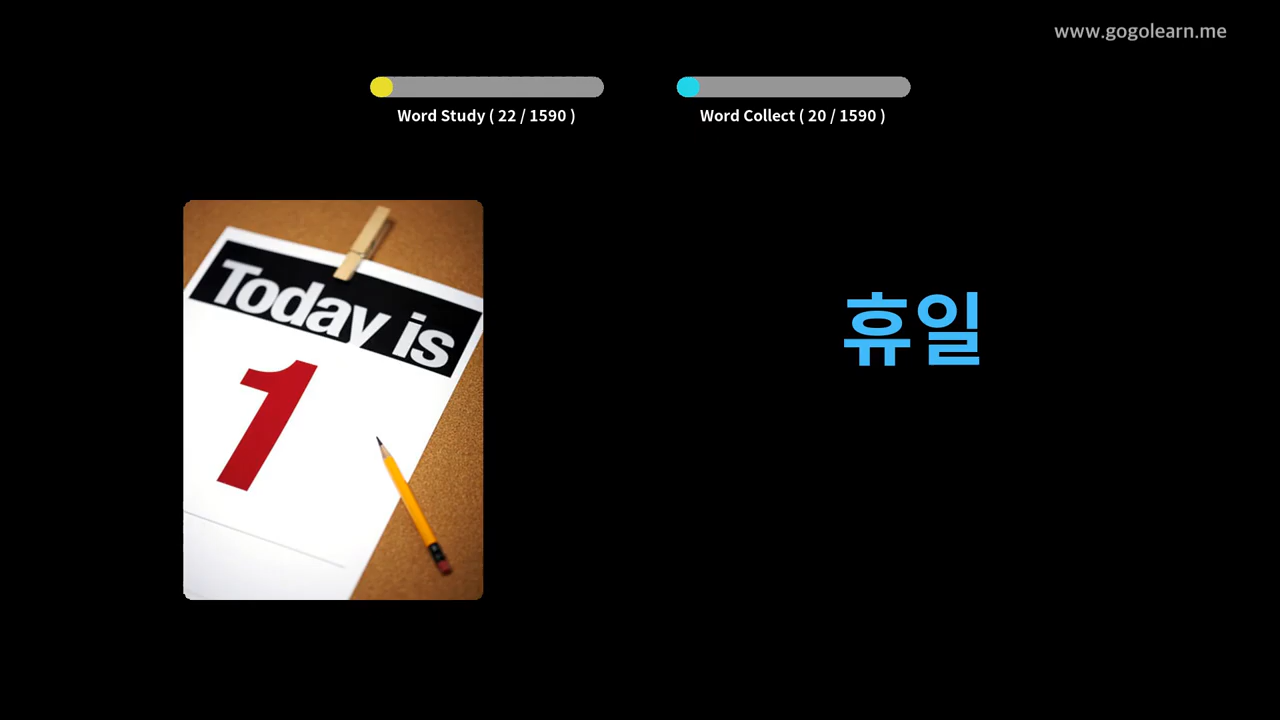 www.gogolearn.me
Word Study ( 22 / 1590 )
Word Collect ( 20 / 1590 )
Today is
1
휴일